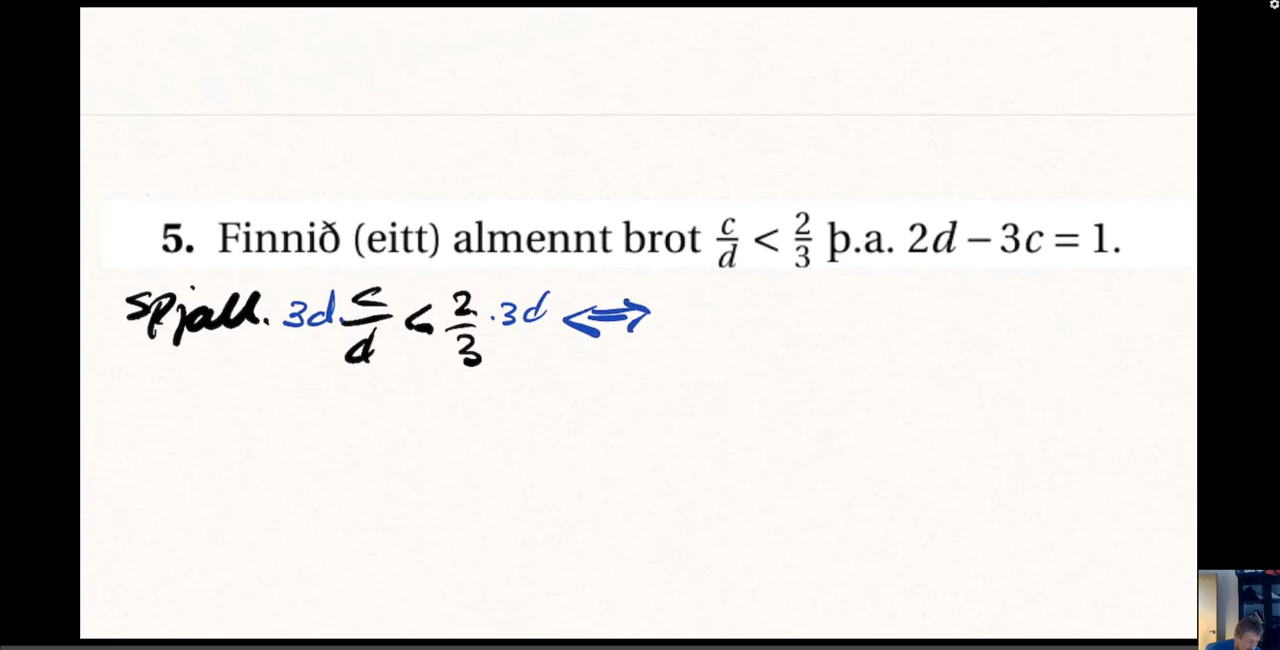 5. Finnið (eitt) almennt brot c/d < 2/3 þ.a. 2d − 3c = 1.
Spjall. 3d · c/d < 2/3 · 3d ⟺